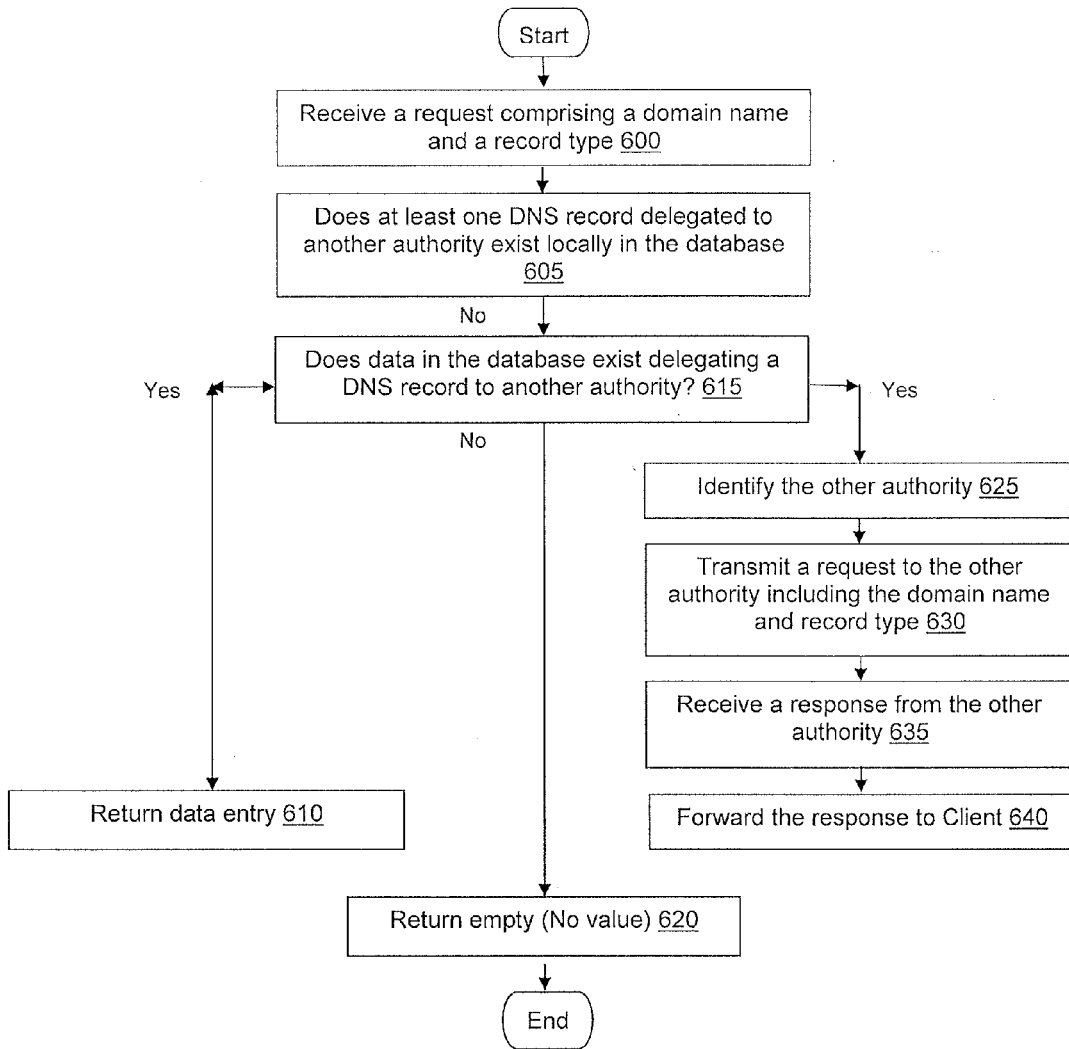 Start
Receive a request comprising a domain name
and a record type 600
Does at least one DNS record delegated to
another authority exist locally in the database
605
No
Does data in the database exist delegating a
DNS record to another authority? 615
Yes
Yes
No
Identify the other authority 625
Transmit a request to the other
authority including the domain name
and record type 630
Receive a response from the other
authority 635
Return data entry 610
Forward the response to Client 640
Return empty (No value) 620
End